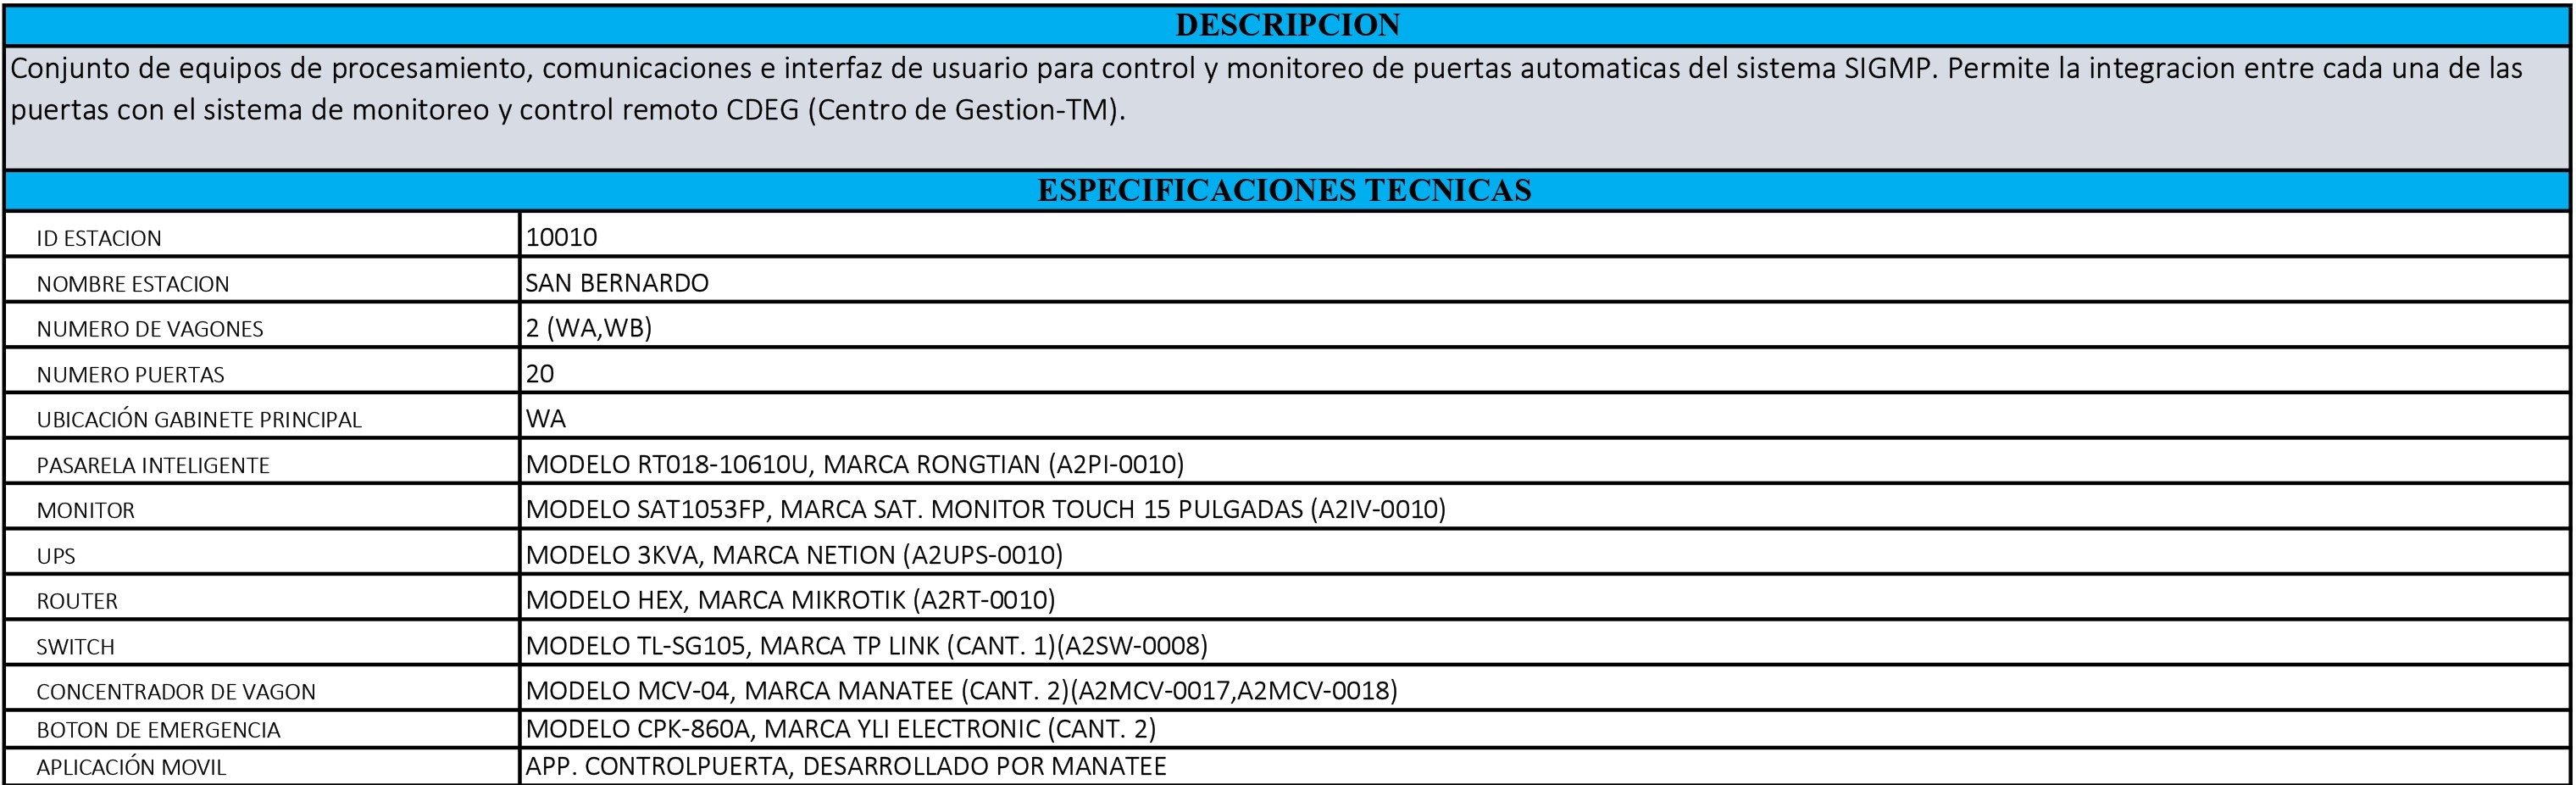 DESCRIPCION
Conjunto de equipos de procesamiento, comunicaciones e interfaz de usuario para control y monitoreo de puertas automaticas del sistema SIGMP. Permite la integracion entre cada una de las
puertas con el sistema de monitoreo y control remoto CDEG (Centro de Gestion-TM).
ESPECIFICACIONES TECNICAS
ID ESTACION 10010
NOMBRE ESTACION SAN BERNARDO
NUMERO DE VAGONES 2 (WA,WB)
NUMERO PUERTAS 20
UBICACIÓN GABINETE PRINCIPAL WA
PASARELA INTELIGENTE MODELO RT018-10610U, MARCA RONGTIAN (A2PI-0010)
MONITOR MODELO SAT1053FP, MARCA SAT. MONITOR TOUCH 15 PULGADAS (A2IV-0010)
UPS MODELO 3KVA, MARCA NETION (A2UPS-0010)
ROUTER MODELO HEX, MARCA MIKROTIK (A2RT-0010)
SWITCH MODELO TL-SG105, MARCA TP LINK (CANT. 1)(A2SW-0008)
CONCENTRADOR DE VAGON MODELO MCV-04, MARCA MANATEE (CANT. 2)(A2MCV-0017,A2MCV-0018)
BOTON DE EMERGENCIA MODELO CPK-860A, MARCA YLI ELECTRONIC (CANT. 2)
APLICACIÓN MOVIL APP. CONTROLPUERTA, DESARROLLADO POR MANATEE